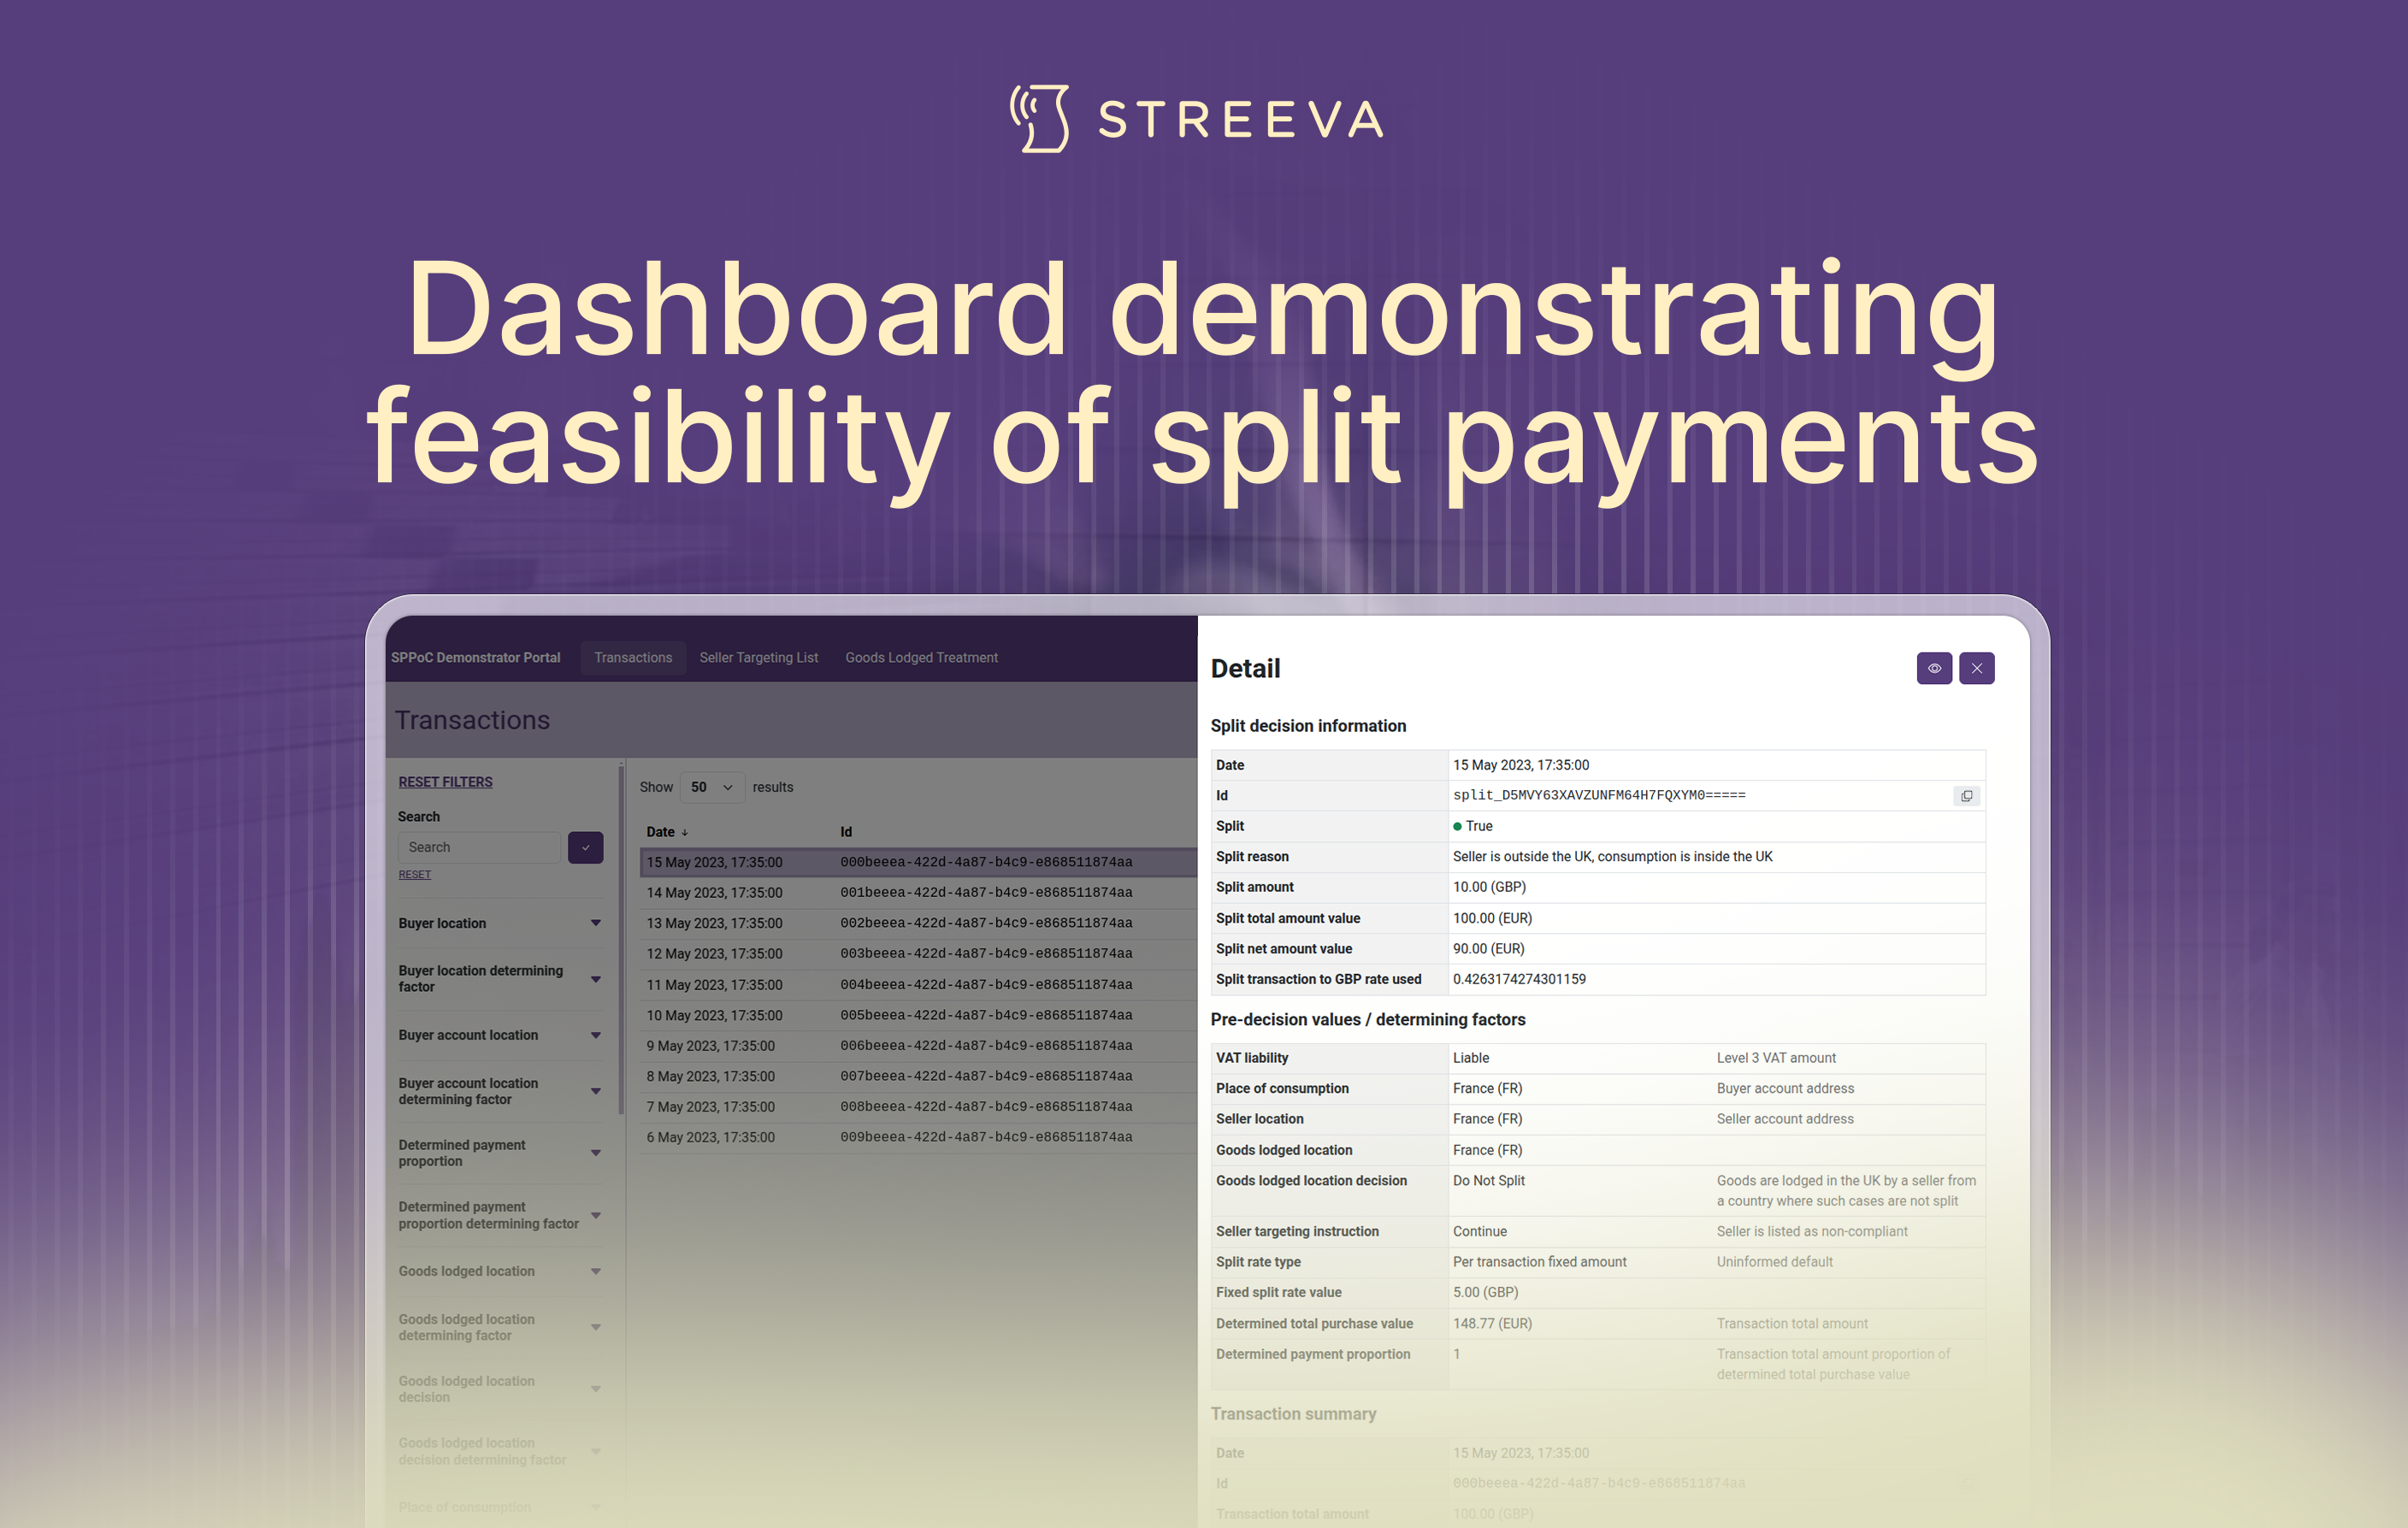 STREEVA
Dashboard demonstrating
feasibility of split payments
SPPoC Demonstrator Portal
Transactions
Seller Targeting List
Goods Lodged Treatment
Transactions
RESET FILTERS
Search
Search
RESET
Buyer location
Buyer location determining
factor
Buyer account location
Buyer account location
determining factor
Determined payment
proportion
Determined payment
proportion determining factor
Goods lodged location
Goods lodged location
determining factor
Goods lodged location
decision
Goods lodged location
decision determining factor
Place of consumption
Show 50 results
Date Id
15 May 2023, 17:35:00 000beeea-422d-4a87-b4c9-e868511874aa
14 May 2023, 17:35:00 001beeea-422d-4a87-b4c9-e868511874aa
13 May 2023, 17:35:00 002beeea-422d-4a87-b4c9-e868511874aa
12 May 2023, 17:35:00 003beeea-422d-4a87-b4c9-e868511874aa
11 May 2023, 17:35:00 004beeea-422d-4a87-b4c9-e868511874aa
10 May 2023, 17:35:00 005beeea-422d-4a87-b4c9-e868511874aa
9 May 2023, 17:35:00 006beeea-422d-4a87-b4c9-e868511874aa
8 May 2023, 17:35:00 007beeea-422d-4a87-b4c9-e868511874aa
7 May 2023, 17:35:00 008beeea-422d-4a87-b4c9-e868511874aa
6 May 2023, 17:35:00 009beeea-422d-4a87-b4c9-e868511874aa
Detail
Split decision information
Date 15 May 2023, 17:35:00
Id split_D5MVY63XAVZUNFM64H7FQXYM0=====
Split True
Split reason Seller is outside the UK, consumption is inside the UK
Split amount 10.00 (GBP)
Split total amount value 100.00 (EUR)
Split net amount value 90.00 (EUR)
Split transaction to GBP rate used 0.4263174274301159
Pre-decision values / determining factors
VAT liability Liable Level 3 VAT amount
Place of consumption France (FR) Buyer account address
Seller location France (FR) Seller account address
Goods lodged location France (FR)
Goods lodged location decision Do Not Split Goods are lodged in the UK by a seller from
a country where such cases are not split
Seller targeting instruction Continue Seller is listed as non-compliant
Split rate type Per transaction fixed amount Uninformed default
Fixed split rate value 5.00 (GBP)
Determined total purchase value 148.77 (EUR) Transaction total amount
Determined payment proportion 1 Transaction total amount proportion of
determined total purchase value
Transaction summary
Date 15 May 2023, 17:35:00
Id 000beeea-422d-4a87-b4c9-e868511874aa
Transaction total amount 100.00 (GBP)